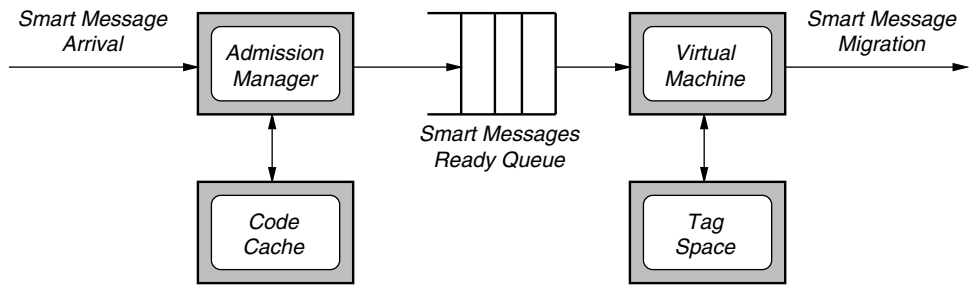 Smart Message
Arrival
Admission
Manager
Virtual
Machine
Smart Message
Migration
Smart Messages
Ready Queue
Code
Cache
Tag
Space